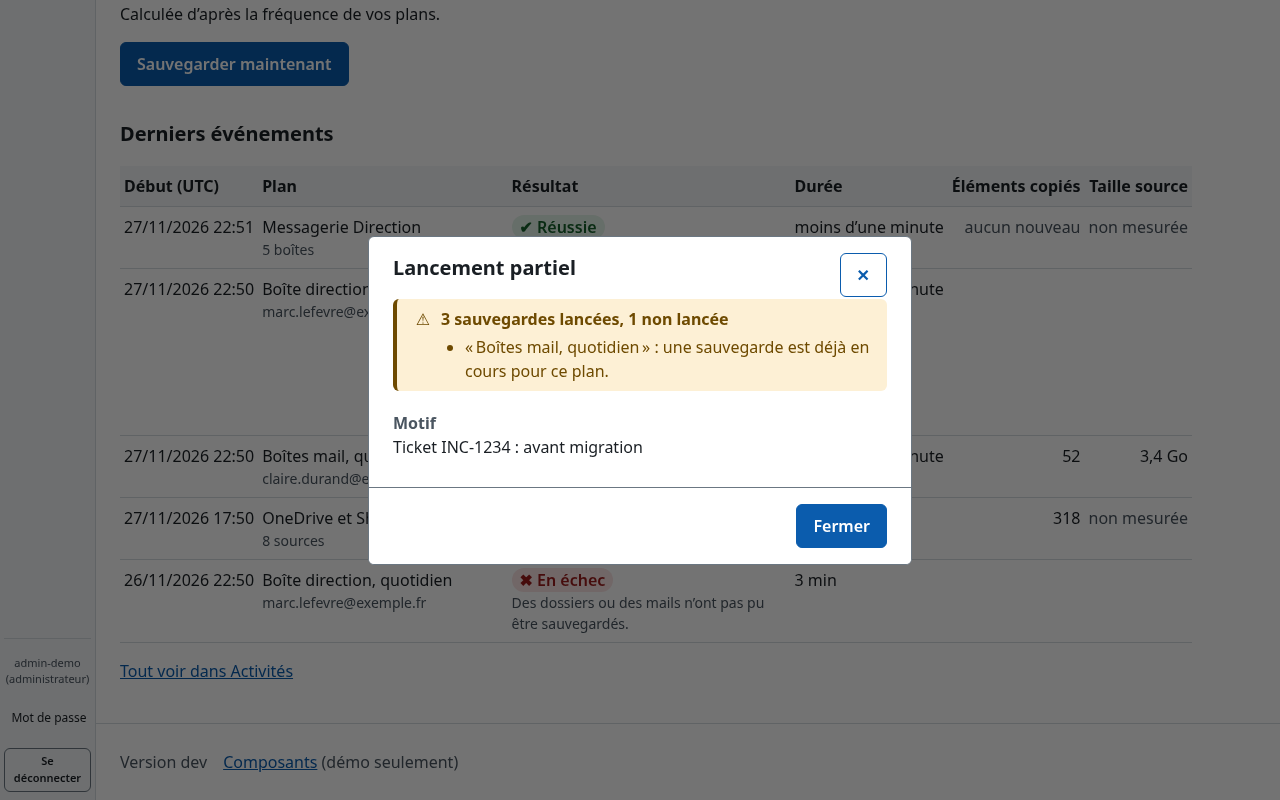 Calculée d’après la fréquence de vos plans.
Sauvegarder maintenant
Derniers événements
Début (UTC) Plan Résultat Durée Éléments copiés Taille source
27/11/2026 22:51 Messagerie Direction ✔ Réussie moins d’une minute aucun nouveau non mesurée
5 boîtes
27/11/2026 22:50 Boîte direction
marc.lefevre@ex
Lancement partiel
×
⚠ 3 sauvegardes lancées, 1 non lancée
• « Boîtes mail, quotidien » : une sauvegarde est déjà en
cours pour ce plan.
Motif
Ticket INC-1234 : avant migration
Fermer
27/11/2026 22:50 Boîtes mail, 52 3,4 Go
claire.durand@
27/11/2026 17:50 OneDrive et 318 non mesurée
8 sources
26/11/2026 22:50 Boîte direction, quotidien ✖ En échec 3 min
marc.lefevre@exemple.fr Des dossiers ou des mails n’ont pas pu
être sauvegardés.
Tout voir dans Activités
admin-demo
(administrateur)
Mot de passe
Se
déconnecter
Version dev Composants (démo seulement)